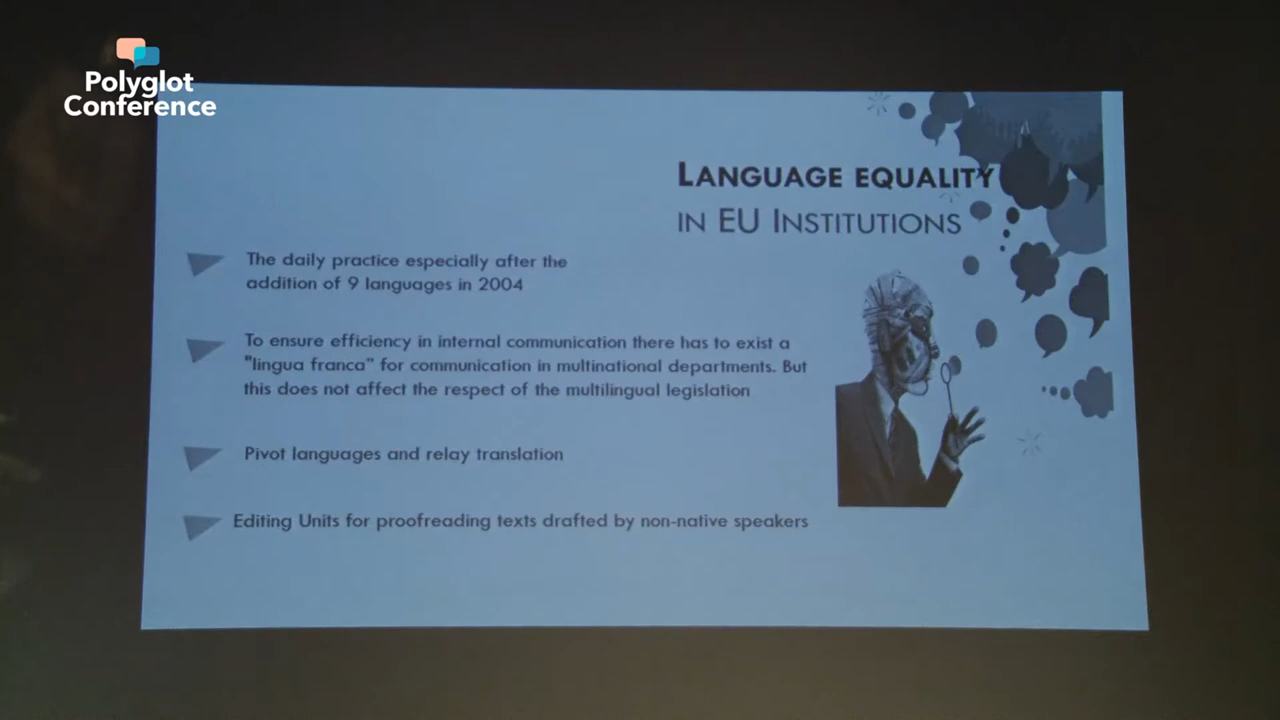 Polyglot
Conference
LANGUAGE EQUALITY
IN EU INSTITUTIONS
The daily practice especially after the
addition of 9 languages in 2004
To ensure efficiency in internal communication there has to exist a
"lingua franca" for communication in multinational departments. But
this does not affect the respect of the multilingual legislation
Pivot languages and relay translation
Editing Units for proofreading texts drafted by non-native speakers